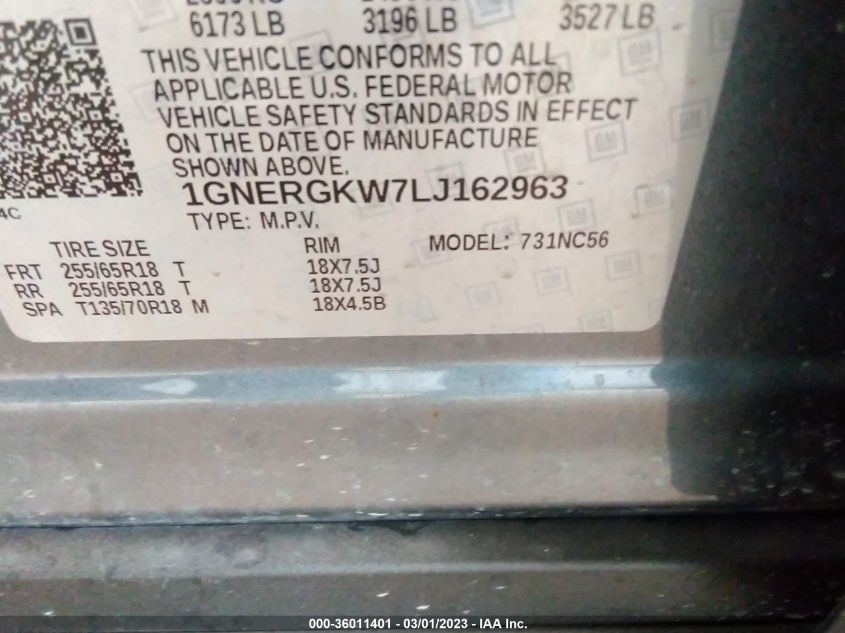 6173 LB 3196 LB 3527 LB
THIS VEHICLE CONFORMS TO ALL
APPLICABLE U.S. FEDERAL MOTOR
VEHICLE SAFETY STANDARDS IN EFFECT
ON THE DATE OF MANUFACTURE
SHOWN ABOVE.
1GNERGKW7LJ162963
4C
TYPE: M.P.V.
TIRE SIZE RIM MODEL: 731NC56
FRT 255/65R18 T 18X7.5J
RR 255/65R18 T 18X7.5J
SPA T135/70R18 M 18X4.5B
000-36011401 - 03/01/2023 - IAA Inc.